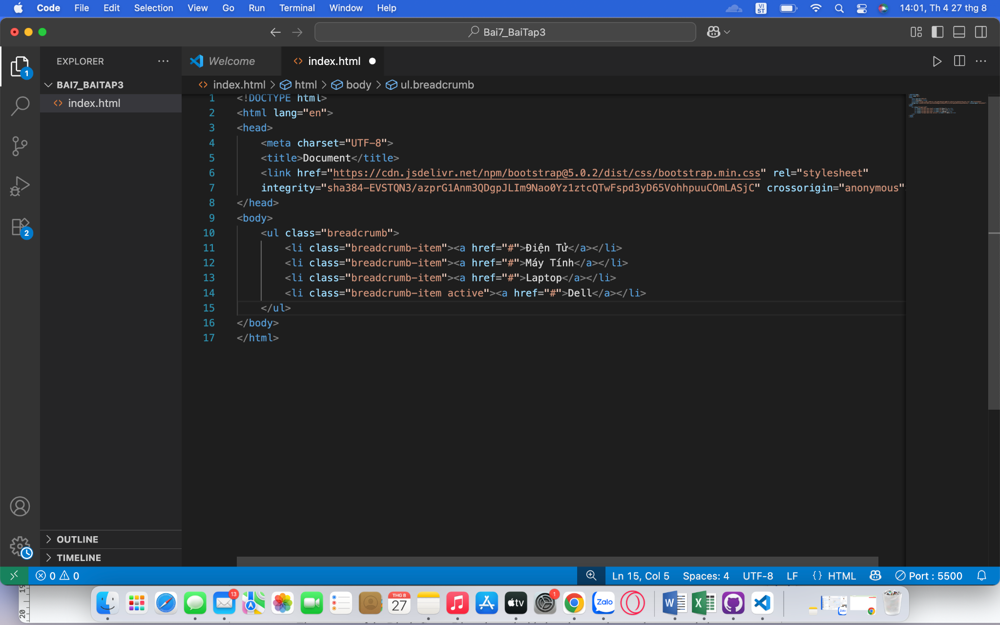 Code File Edit Selection View Go Run Terminal Window Help VI ST 14:01, Th 4 27 thg 8
Bai7_BaiTap3
EXPLORER
Welcome
index.html
1
BAI7_BAITAP3
index.html
index.html > html > body > ul.breadcrumb
1 <!DOCTYPE html>
2 <html lang="en">
3 <head>
4 <meta charset="UTF-8">
5 <title>Document</title>
6 <link href="https://cdn.jsdelivr.net/npm/bootstrap@5.0.2/dist/css/bootstrap.min.css" rel="stylesheet"
7 integrity="sha384-EVSTQN3/azprG1Anm3QDgpJLIm9Nao0Yz1ztcQTwFspd3yD65VohhpuuCOmLASjC" crossorigin="anonymous"
8 </head>
9 <body>
10 <ul class="breadcrumb">
11 <li class="breadcrumb-item"><a href="#">Điện Tử</a></li>
12 <li class="breadcrumb-item"><a href="#">Máy Tính</a></li>
13 <li class="breadcrumb-item"><a href="#">Laptop</a></li>
14 <li class="breadcrumb-item active"><a href="#">Dell</a></li>
15 </ul>
16 </body>
17 </html>
2
OUTLINE
TIMELINE
0 0 Ln 15, Col 5 Spaces: 4 UTF-8 LF {} HTML Port : 5500
19
20
13
THG 8
27
tv
1
Zalo
W
X